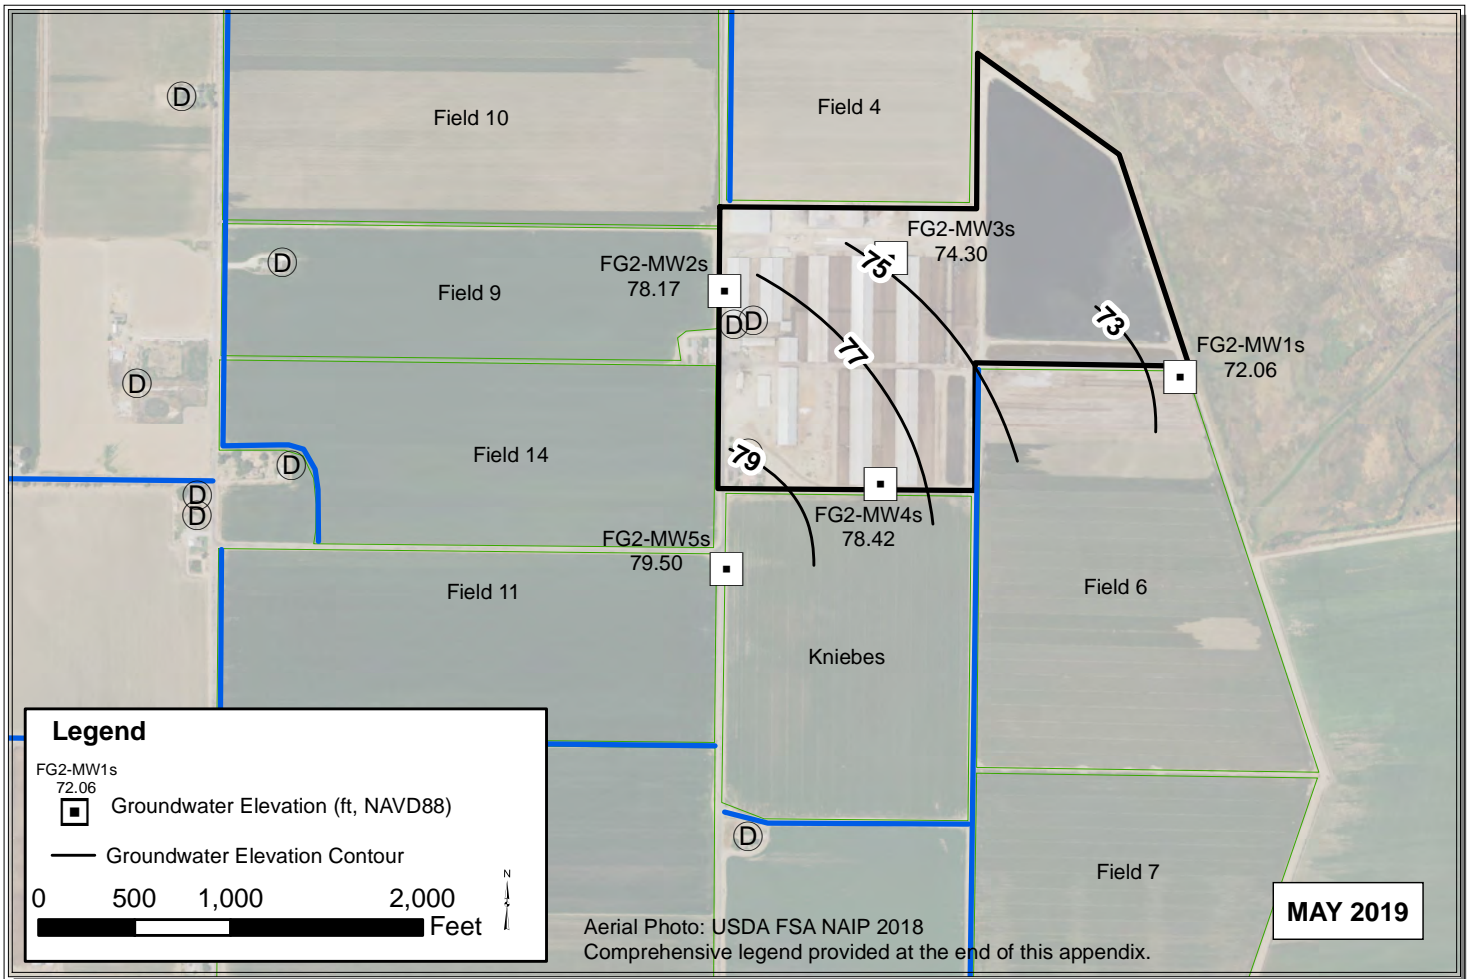 Field 10
Field 4
D
FG2-MW3s
74.30
75
FG2-MW2s
78.17
D
Field 9
D D
73
FG2-MW1s
72.06
77
D
Field 14
79
D
D
D
FG2-MW4s
78.42
FG2-MW5s
79.50
Field 11
Field 6
Kniebes
Legend
FG2-MW1s
72.06
Groundwater Elevation (ft, NAVD88)
Groundwater Elevation Contour
0 500 1,000 2,000
Feet
N
D
Field 7
MAY 2019
Aerial Photo: USDA FSA NAIP 2018
Comprehensive legend provided at the end of this appendix.